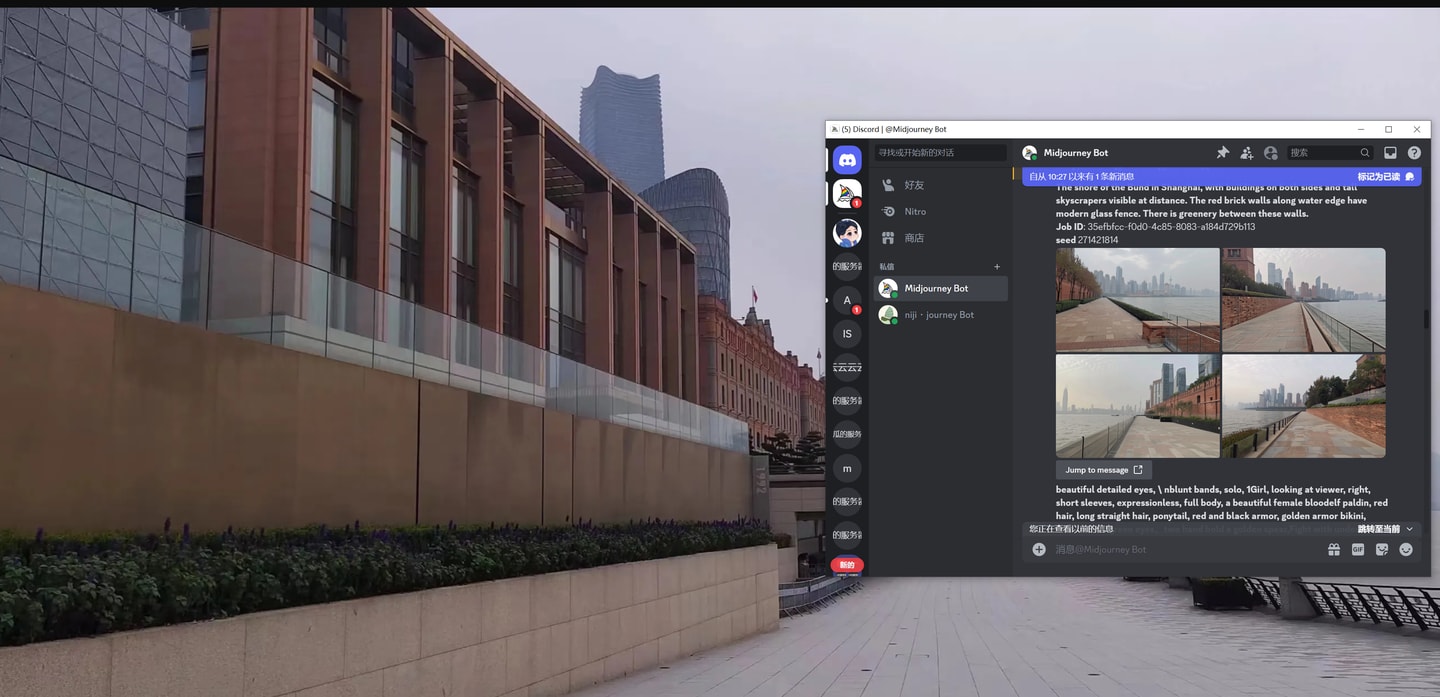 (5) Discord | @Midjourney Bot
寻找或开始新的对话
好友
Nitro
商店
私信
Midjourney Bot
niji・journey Bot
的服务器
A
1
1
IS
的服务器
瓜的服务
m
的服务器
的服务器
新的
Midjourney Bot
搜索
自从 10:27 以来有 1 条新消息
标记为已读
The shore of the Bund in Shanghai, with buildings on both sides and tall
skyscrapers visible at distance. The red brick walls along water edge have
modern glass fence. There is greenery between these walls.
Job ID: 35efbfcc-f0d0-4c85-8083-a184d729b113
seed 271421814
Jump to message
beautiful detailed eyes, \ nblunt bands, solo, 1Girl, looking at viewer, right,
short sleeves, expressionless, full body, a beautiful female bloodelf paldin, red
hair, long straight hair, ponytail, red and black armor, golden armor bikini,
您正在查看以前的信息
跳转至当前
消息@Midjourney Bot
GIF
1992